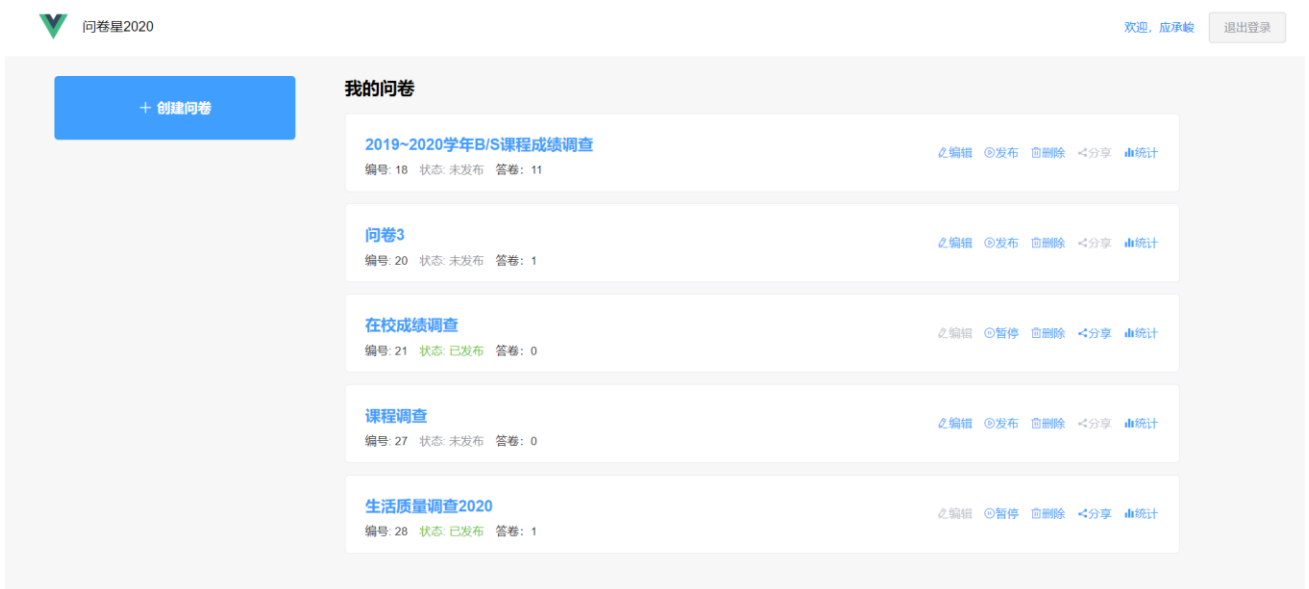 问卷星2020
欢迎，应承峻 退出登录
+ 创建问卷
我的问卷
2019~2020学年B/S课程成绩调查
编号: 18 状态: 未发布 答卷：11
编辑 发布 删除 分享 统计
问卷3
编号: 20 状态: 未发布 答卷：1
编辑 发布 删除 分享 统计
在校成绩调查
编号: 21 状态: 已发布 答卷：0
编辑 暂停 删除 分享 统计
课程调查
编号: 27 状态: 未发布 答卷：0
编辑 发布 删除 分享 统计
生活质量调查2020
编号: 28 状态: 已发布 答卷：1
编辑 暂停 删除 分享 统计